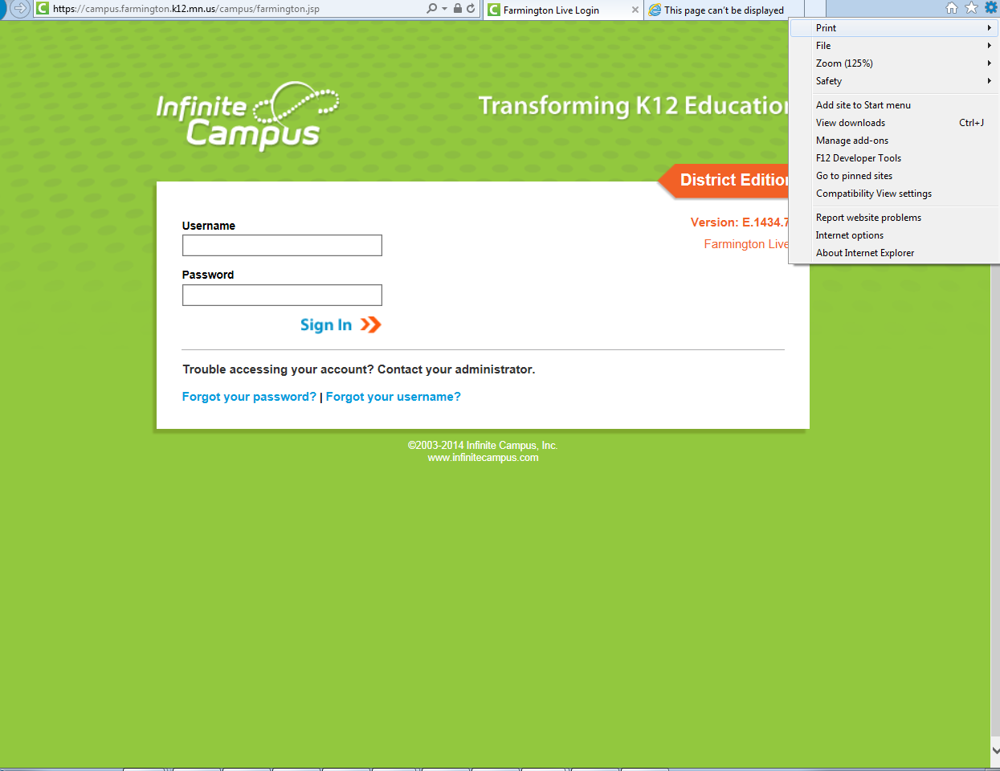 https://campus.farmington.k12.mn.us/campus/farmington.jsp
Farmington Live Login
This page can't be displayed
Print
File
Zoom (125%)
Safety
Add site to Start menu
View downloads Ctrl+J
Manage add-ons
F12 Developer Tools
Go to pinned sites
Compatibility View settings
Report website problems
Internet options
About Internet Explorer
Infinite
Campus
Transforming K12 Education
District Edition
Version: E.1434.7
Farmington Live
Username
Password
Sign In
Trouble accessing your account? Contact your administrator.
Forgot your password? | Forgot your username?
©2003-2014 Infinite Campus, Inc.
www.infinitecampus.com